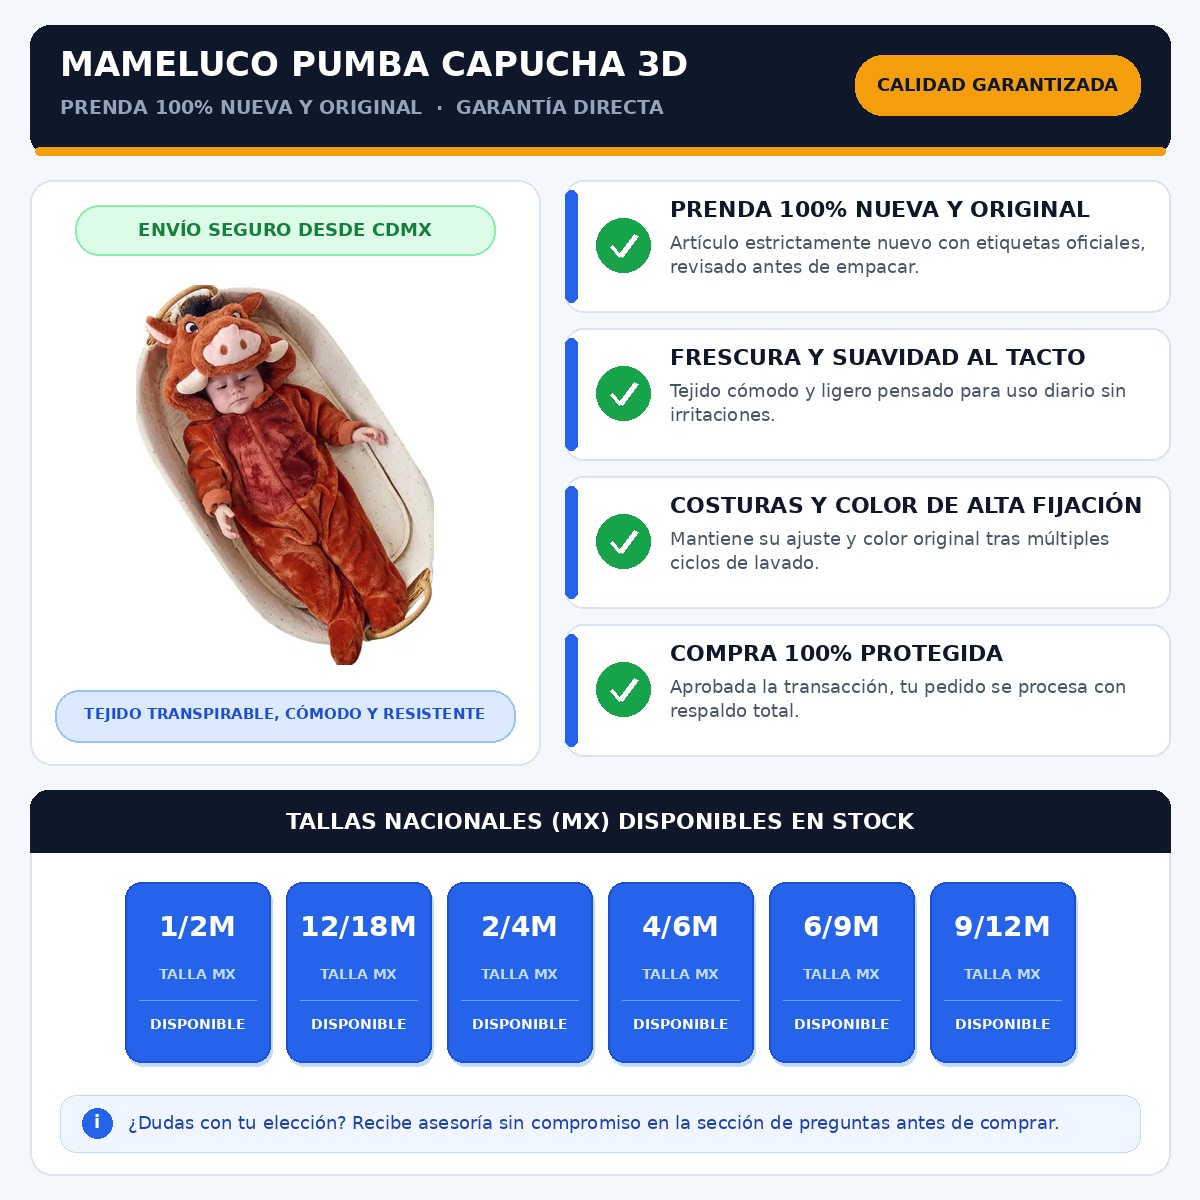 MAMELUCO PUMBA CAPUCHA 3D
PRENDA 100% NUEVA Y ORIGINAL · GARANTÍA DIRECTA
CALIDAD GARANTIZADA
ENVÍO SEGURO DESDE CDMX
TEJIDO TRANSPIRABLE, CÓMODO Y RESISTENTE
PRENDA 100% NUEVA Y ORIGINAL
Artículo estrictamente nuevo con etiquetas oficiales,
revisado antes de empacar.
FRESCURA Y SUAVIDAD AL TACTO
Tejido cómodo y ligero pensado para uso diario sin
irritaciones.
COSTURAS Y COLOR DE ALTA FIJACIÓN
Mantiene su ajuste y color original tras múltiples
ciclos de lavado.
COMPRA 100% PROTEGIDA
Aprobada la transacción, tu pedido se procesa con
respaldo total.
TALLAS NACIONALES (MX) DISPONIBLES EN STOCK
1/2M
TALLA MX
DISPONIBLE
12/18M
TALLA MX
DISPONIBLE
2/4M
TALLA MX
DISPONIBLE
4/6M
TALLA MX
DISPONIBLE
6/9M
TALLA MX
DISPONIBLE
9/12M
TALLA MX
DISPONIBLE
i ¿Dudas con tu elección? Recibe asesoría sin compromiso en la sección de preguntas antes de comprar.